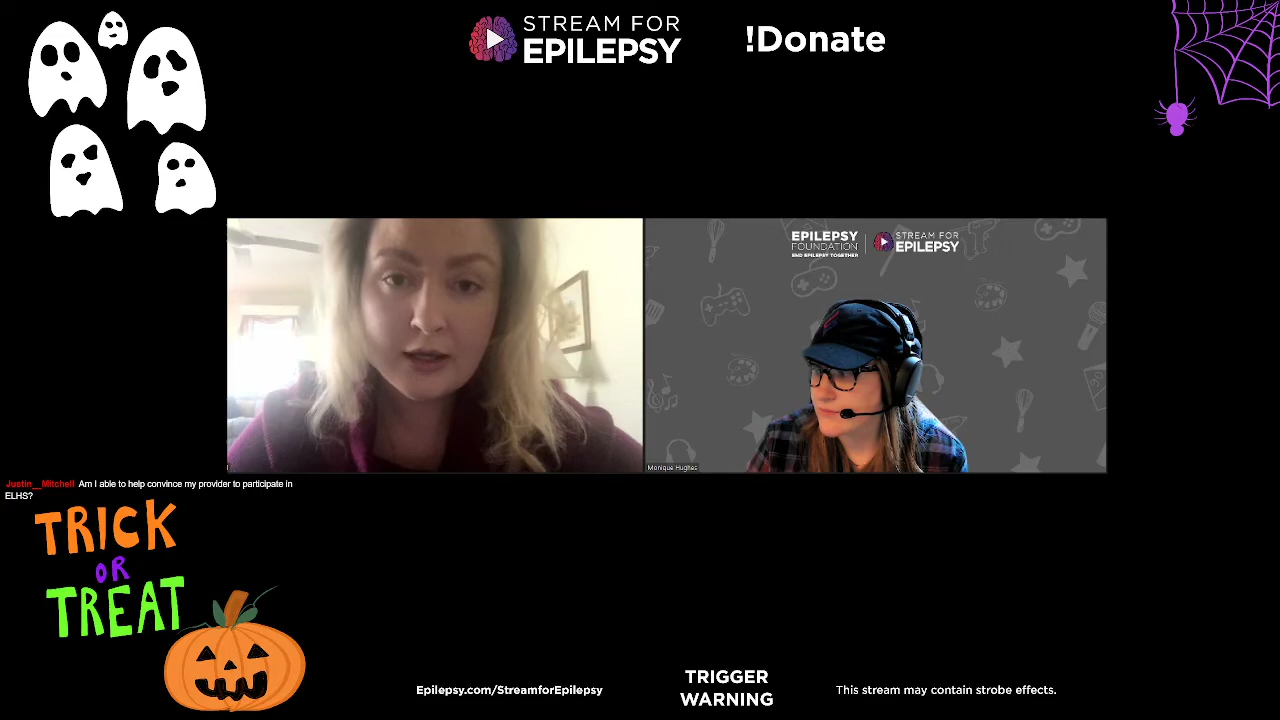 STREAM FOR
EPILEPSY
!Donate
EPILEPSY
FOUNDATION
END EPILEPSY TOGETHER
STREAM FOR
EPILEPSY
Monique Hughes
Justin__Mitchell Am I able to help convince my provider to participate in
ELHS?
TRICK
OR
TREAT
Epilepsy.com/StreamforEpilepsy
TRIGGER
WARNING
This stream may contain strobe effects.